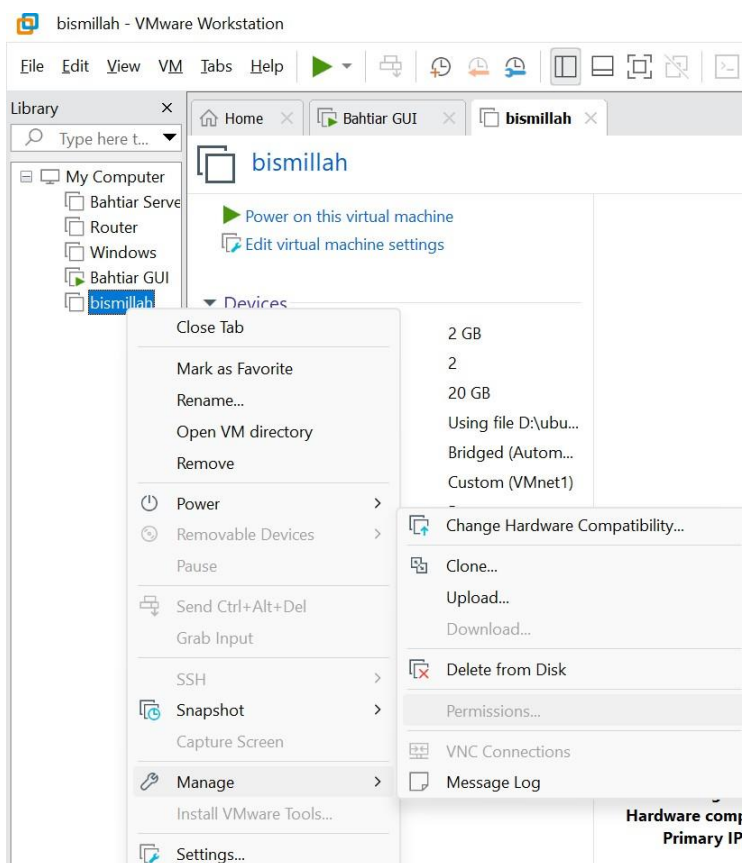 bismillah - VMware Workstation
File Edit View VM Tabs Help
Library
Type here t...
Home
Bahtiar GUI
bismillah
My Computer
Bahtiar Serve
Router
Windows
Bahtiar GUI
bismillah
bismillah
Power on this virtual machine
Edit virtual machine settings
Devices
2 GB
2
20 GB
Using file D:\ubu...
Bridged (Autom...
Custom (VMnet1)
Close Tab
Mark as Favorite
Rename...
Open VM directory
Remove
Power
Removable Devices
Pause
Send Ctrl+Alt+Del
Grab Input
SSH
Snapshot
Capture Screen
Manage
Install VMware Tools...
Settings...
Change Hardware Compatibility...
Clone...
Upload...
Download...
Delete from Disk
Permissions...
VNC Connections
Message Log
Hardware comp
Primary IP